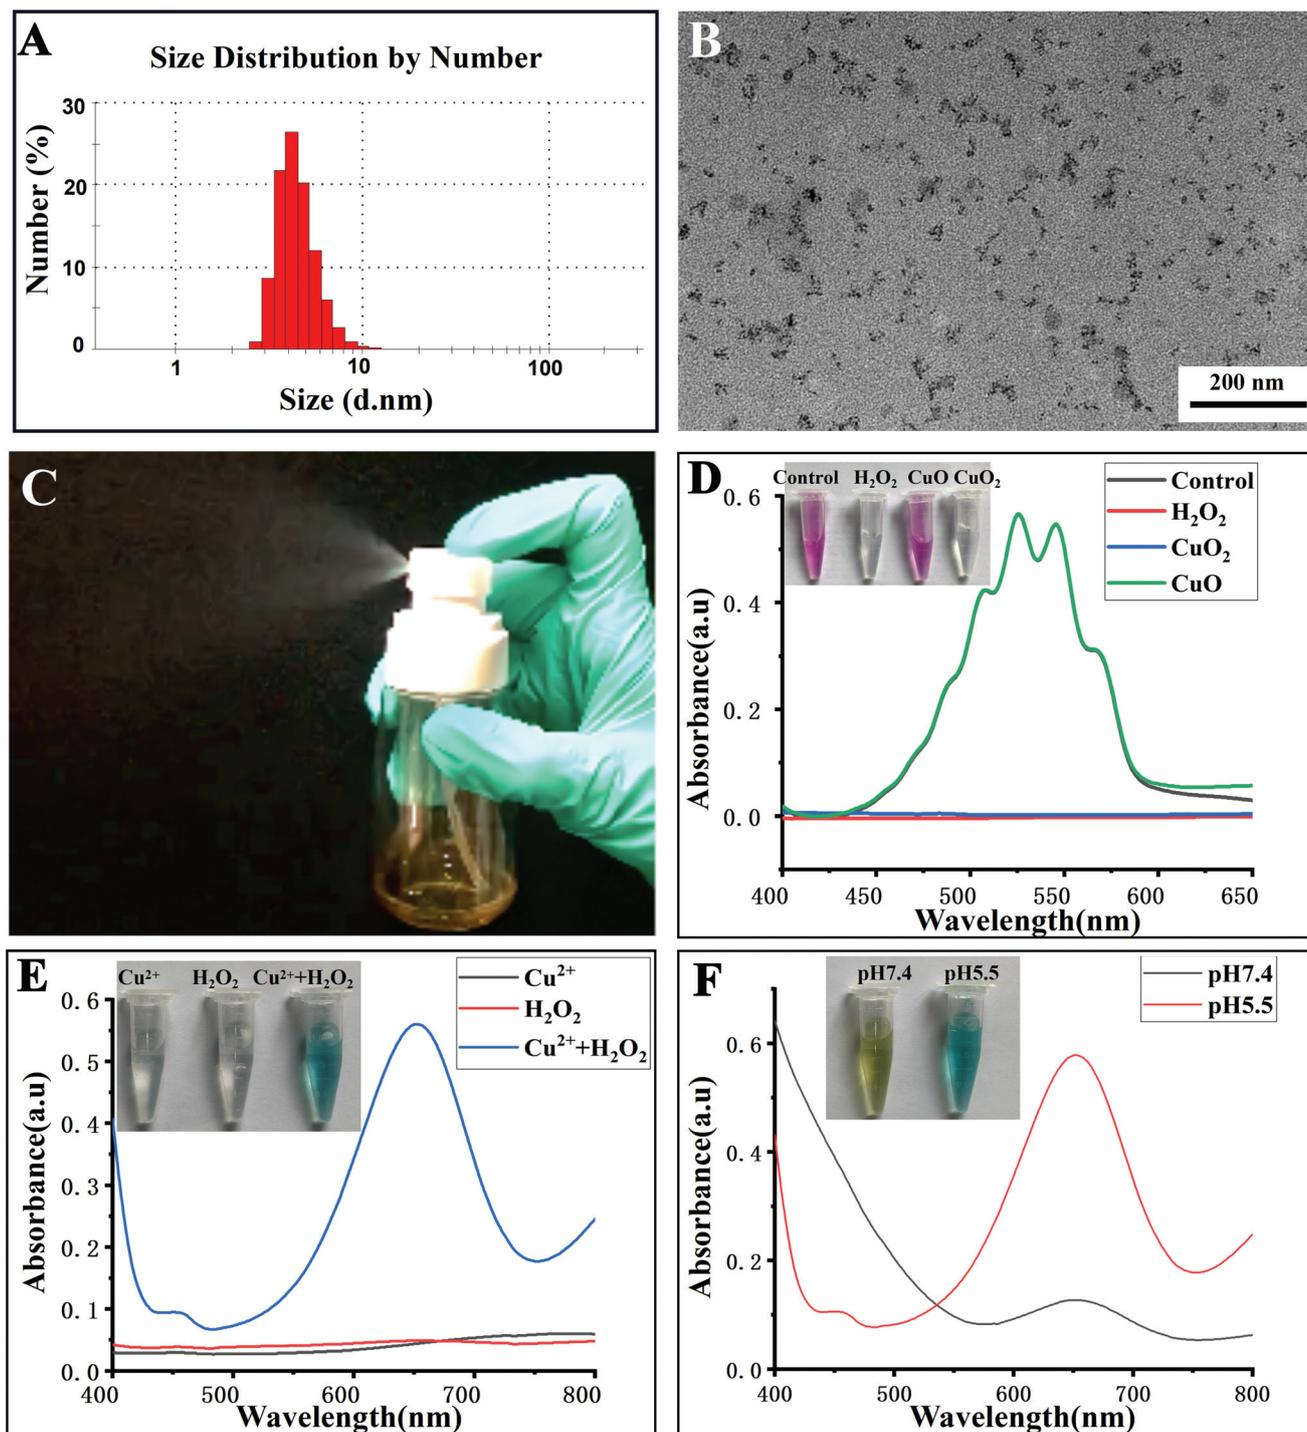 A
Size Distribution by Number
30
20
10
0
Number (%)
1
10
100
Size (d.nm)
B
200 nm
C
D
Control H₂O₂ CuO CuO₂
Control
H₂O₂
CuO₂
CuO
0.6
0.4
0.2
0.0
Absorbance(a.u)
400 450 500 550 600 650
Wavelength(nm)
E
Cu²⁺ H₂O₂ Cu²⁺+H₂O₂
Cu²⁺
H₂O₂
Cu²⁺+H₂O₂
0.6
0.5
0.4
0.3
0.2
0.1
0.0
Absorbance(a.u)
400 500 600 700 800
Wavelength(nm)
F
pH7.4 pH5.5
pH7.4
pH5.5
0.6
0.4
0.2
0.0
Absorbance(a.u)
400 500 600 700 800
Wavelength(nm)